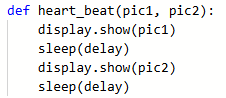 def heart_beat(pic1, pic2):
    display.show(pic1)
    sleep(delay)
    display.show(pic2)
    sleep(delay)